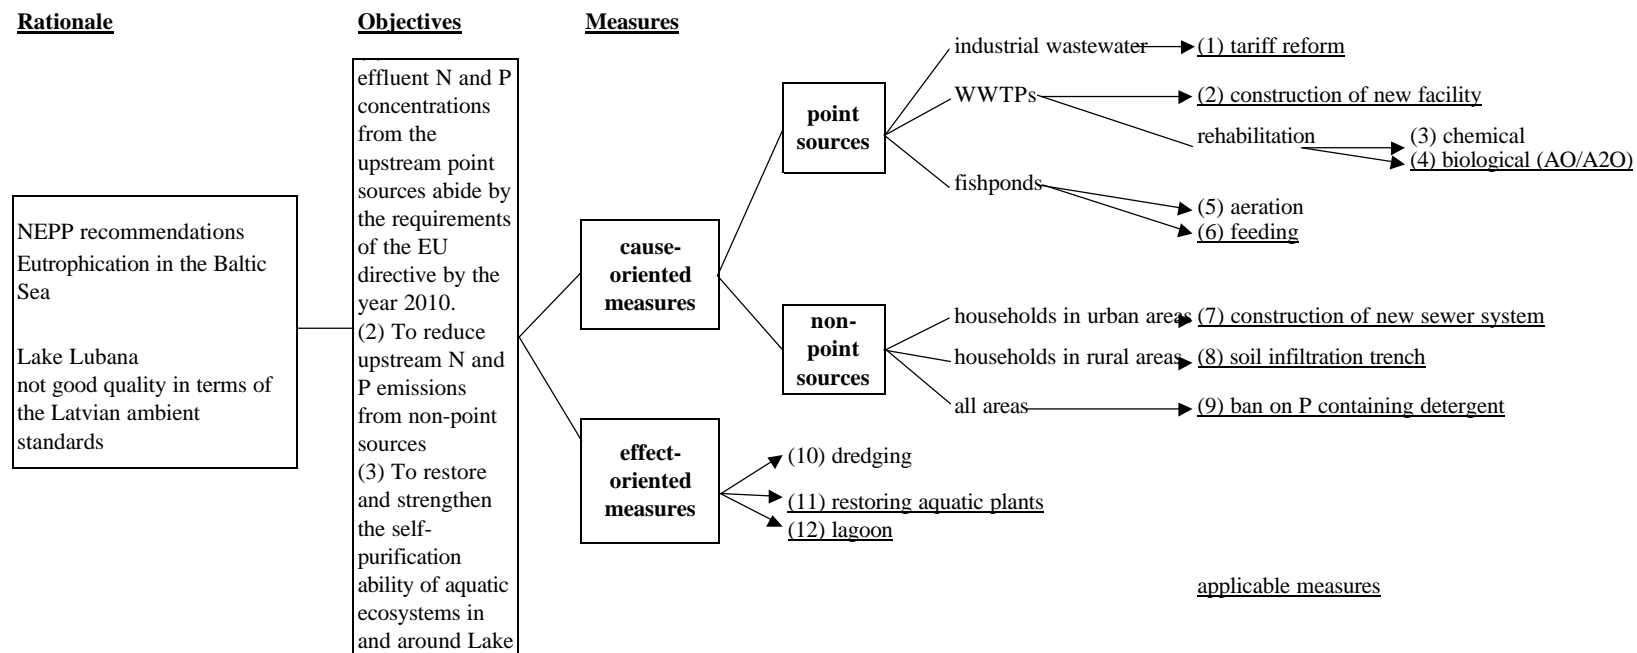 Rationale
Objectives
Measures
NEPP recommendations
Eutrophication in the Baltic
Sea
Lake Lubana
not good quality in terms of
the Latvian ambient
standards
effluent N and P
concentrations
from the
upstream point
sources abide by
the requirements
of the EU
directive by the
year 2010.
(2) To reduce
upstream N and
P emissions
from non-point
sources
(3) To restore
and strengthen
the self-
purification
ability of aquatic
ecosystems in
and around Lake
cause-
oriented
measures
effect-
oriented
measures
point
sources
non-
point
sources
industrial wastewater
(1) tariff reform
WWTPs
(2) construction of new facility
rehabilitation
(3) chemical
(4) biological (AO/A2O)
fishponds
(5) aeration
(6) feeding
households in urban areas
(7) construction of new sewer system
households in rural areas
(8) soil infiltration trench
all areas
(9) ban on P containing detergent
(10) dredging
(11) restoring aquatic plants
(12) lagoon
applicable measures